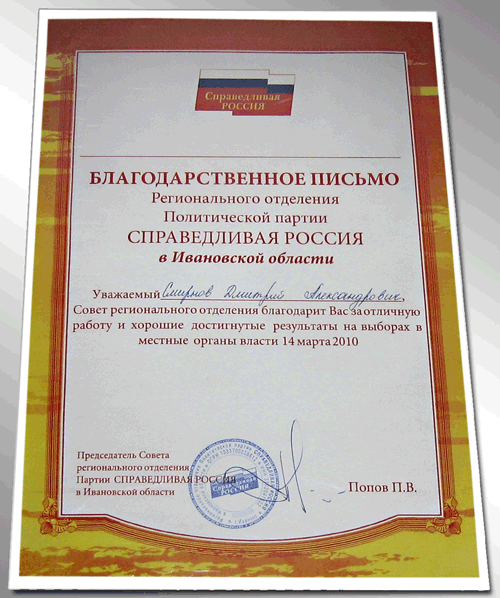 Справедливая
РОССИЯ
БЛАГОДАРСТВЕННОЕ ПИСЬМО
Регионального отделения
Политической партии
СПРАВЕДЛИВАЯ РОССИЯ
в Ивановской области
Уважаемый Смирнов Дмитрий Александрович,
Совет регионального отделения благодарит Вас за отличную
работу и хорошие достигнутые результаты на выборах в
местные органы власти 14 марта 2010
Председатель Совета
регионального отделения
Партии СПРАВЕДЛИВАЯ РОССИЯ
в Ивановской области
Справедливая
РОССИЯ
Попов П.В.